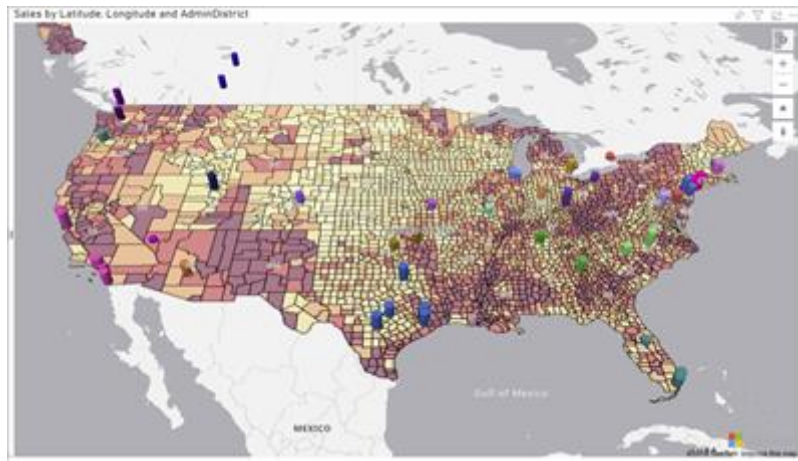 Sales by Latitude, Longitude and AdminDistrict
Gulf of Mexico
MEXICO